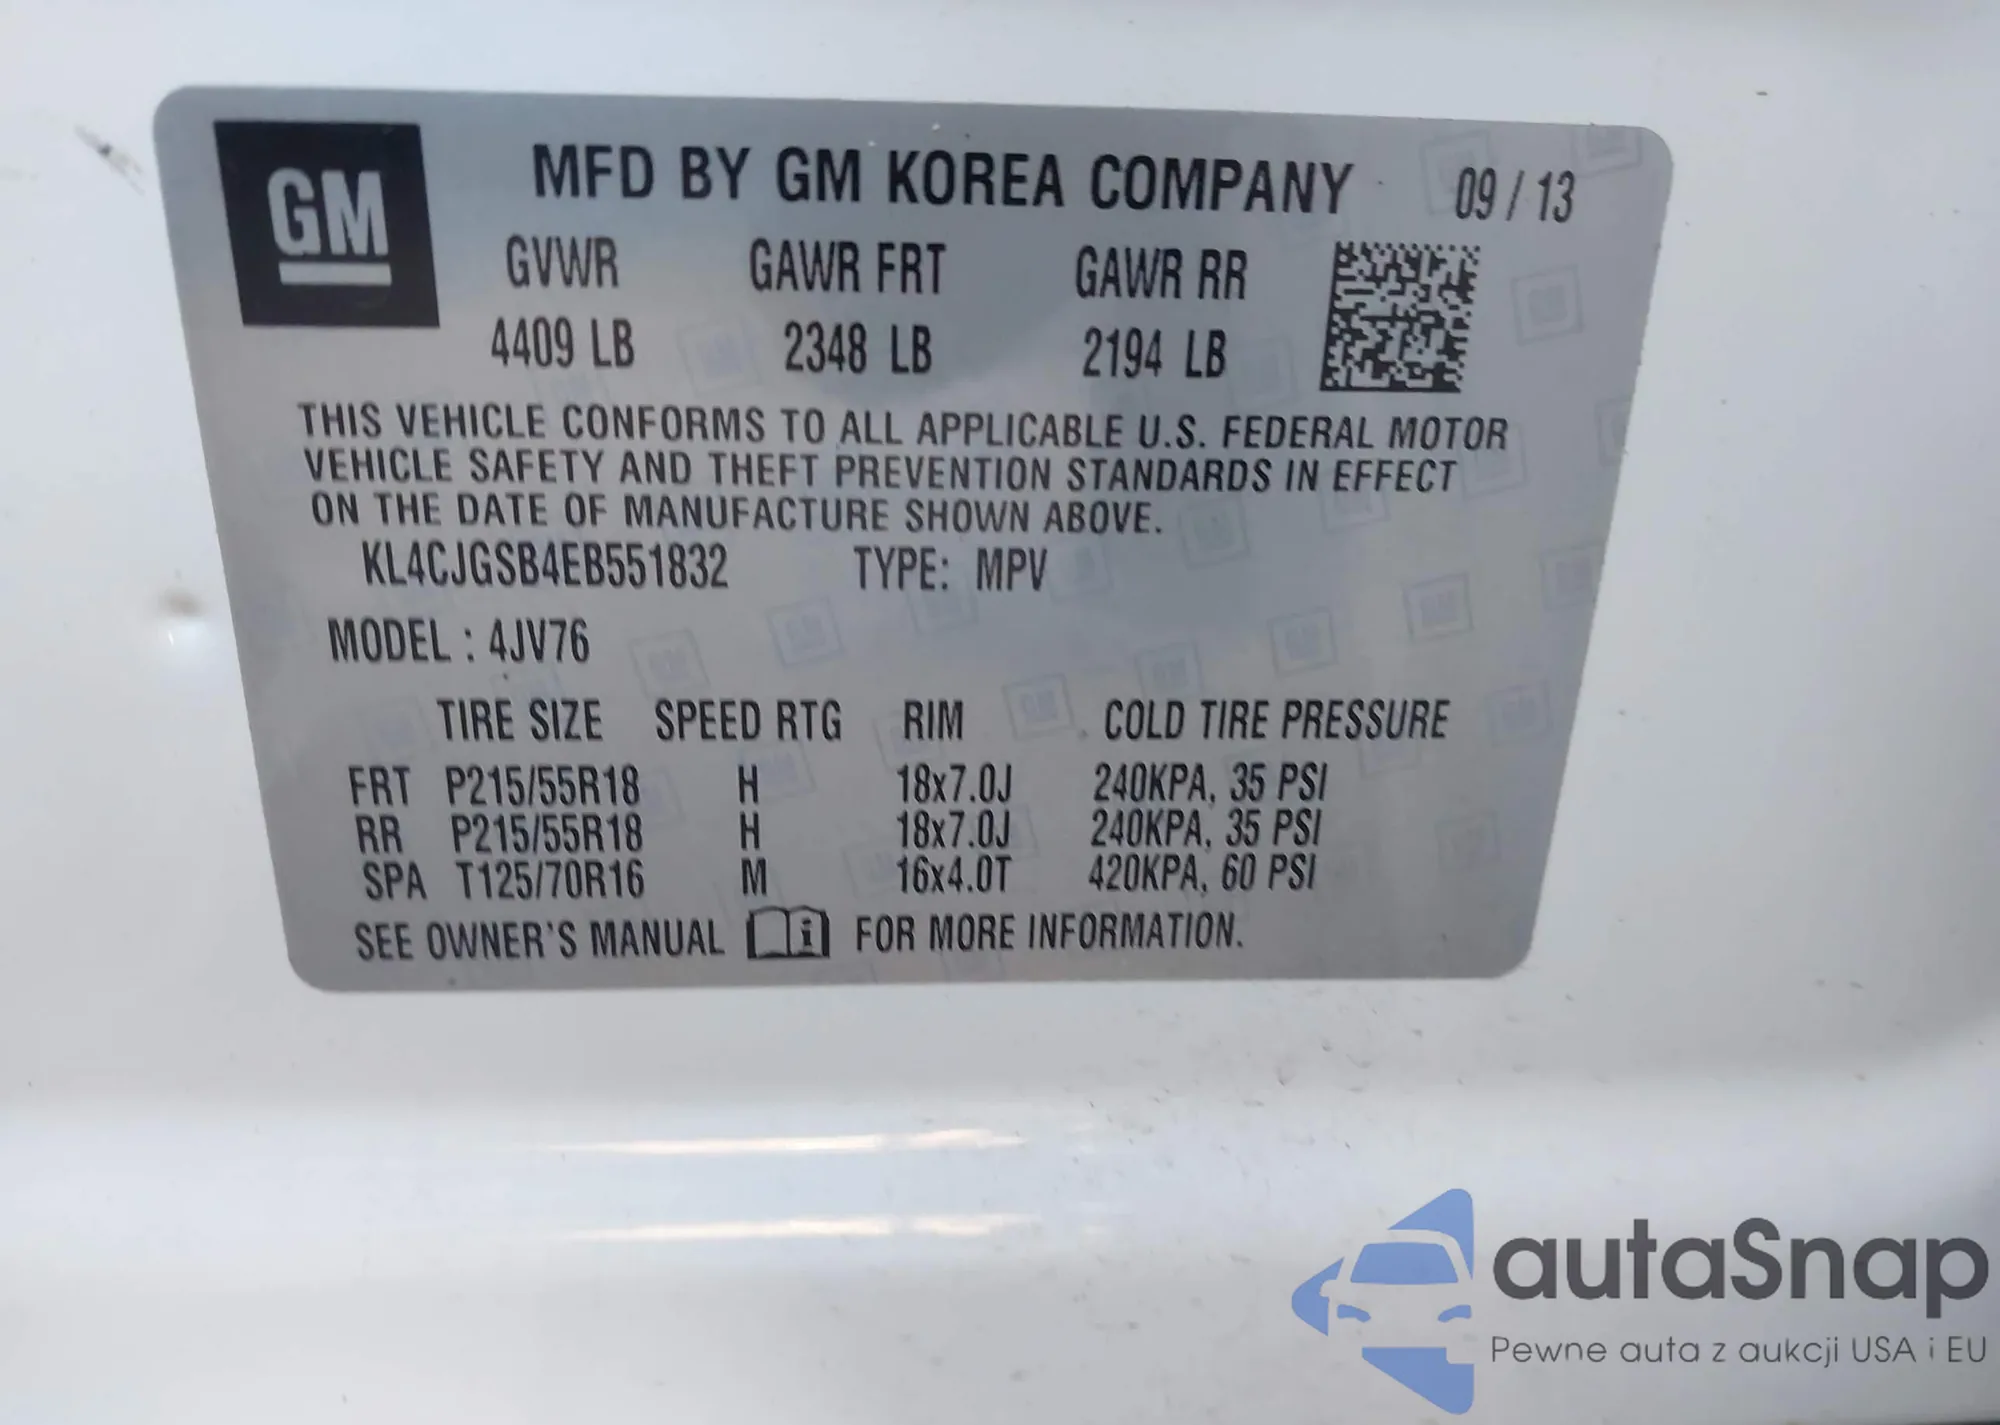 GM
MFD BY GM KOREA COMPANY 09 / 13
GVWR GAWR FRT GAWR RR
4409 LB 2348 LB 2194 LB
THIS VEHICLE CONFORMS TO ALL APPLICABLE U.S. FEDERAL MOTOR
VEHICLE SAFETY AND THEFT PREVENTION STANDARDS IN EFFECT
ON THE DATE OF MANUFACTURE SHOWN ABOVE.
KL4CJGSB4EB551832 TYPE: MPV
MODEL : 4JV76
TIRE SIZE SPEED RTG RIM COLD TIRE PRESSURE
FRT P215/55R18 H 18x7.0J 240KPA, 35 PSI
RR P215/55R18 H 18x7.0J 240KPA, 35 PSI
SPA T125/70R16 M 16x4.0T 420KPA, 60 PSI
SEE OWNER'S MANUAL i FOR MORE INFORMATION.
autaSnap
Pewne auta z aukcji USA i EU